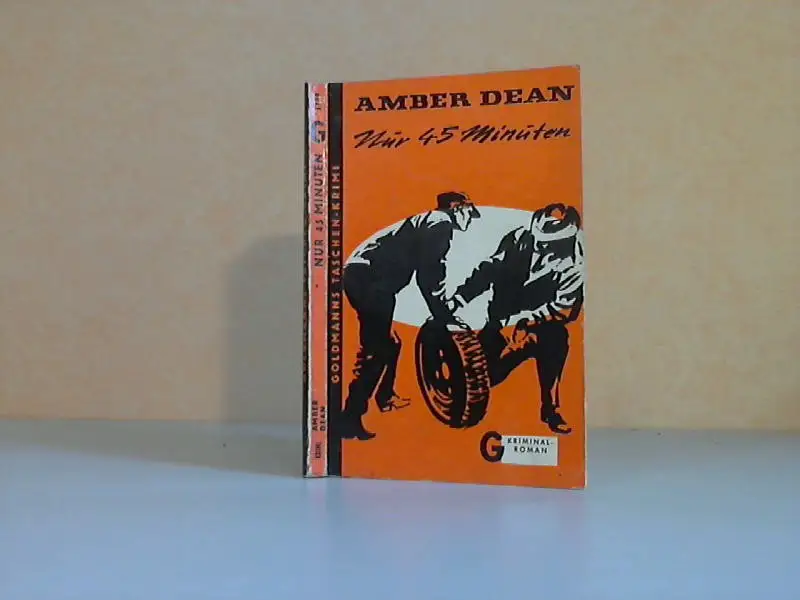 AMBER DEAN
Nur 45 Minuten
G KRIMINAL-
ROMAN
GOLDMANNS TASCHEN-KRIMI
AMBER
DEAN
NUR 45 MINUTEN
G